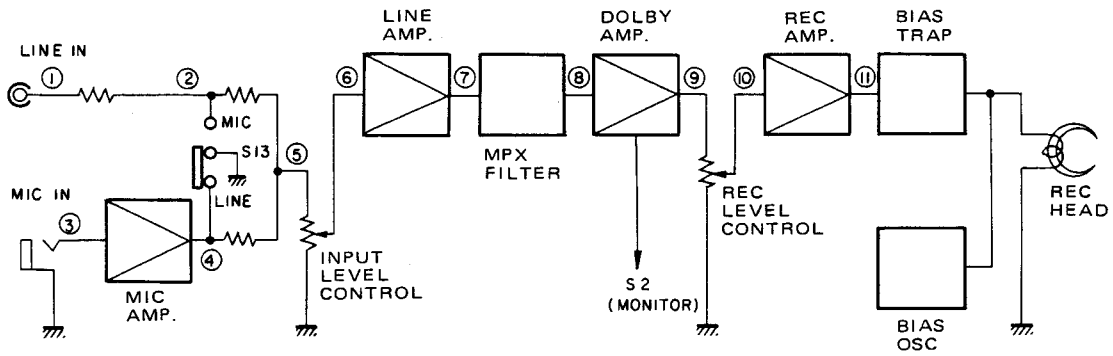 LINE IN
①
②
MIC
S13
LINE
MIC IN
③
④
MIC
AMP.
⑤
INPUT
LEVEL
CONTROL
⑥
LINE
AMP.
⑦
MPX
FILTER
⑧
DOLBY
AMP.
⑨
S2
(MONITOR)
REC
LEVEL
CONTROL
⑩
REC
AMP.
⑪
BIAS
TRAP
BIAS
OSC
REC
HEAD